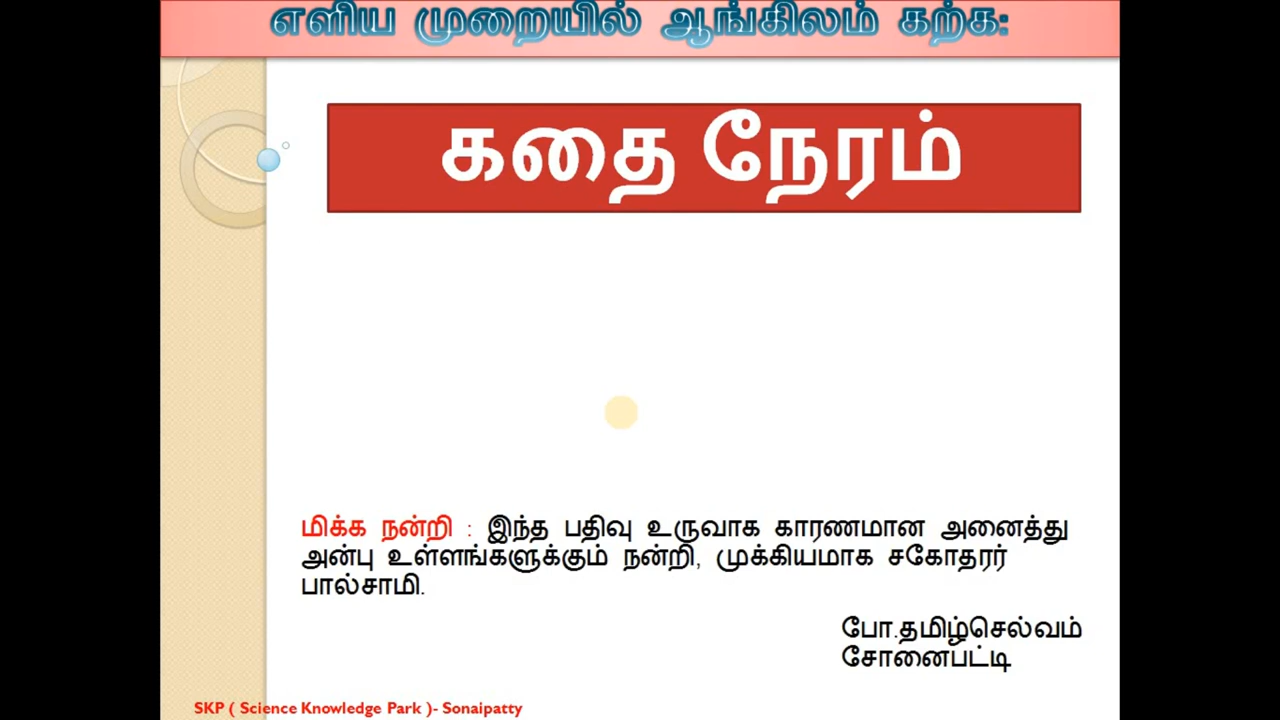 எளிய முறையில் ஆங்கிலம் கற்க:
கதை நேரம்
மிக்க நன்றி : இந்த பதிவு உருவாக காரணமான அனைத்து
அன்பு உள்ளங்களுக்கும் நன்றி, முக்கியமாக சகோதரர்
பால்சாமி.
போ.தமிழ்செல்வம்
சோனைபட்டி
SKP ( Science Knowledge Park )- Sonaipatty